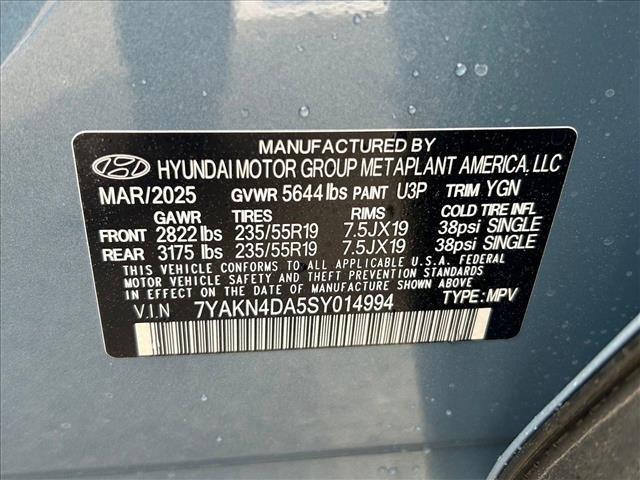 MANUFACTURED BY
HYUNDAI MOTOR GROUP METAPLANT AMERICA, LLC
MAR/2025 GVWR 5644 lbs PAINT U3P TRIM YGN
GAWR TIRES RIMS COLD TIRE INFL
FRONT 2822 lbs 235/55R19 7.5JX19 38psi SINGLE
REAR 3175 lbs 235/55R19 7.5JX19 38psi SINGLE
THIS VEHICLE CONFORMS TO ALL APPLICABLE U.S.A. FEDERAL
MOTOR VEHICLE SAFETY AND THEFT PREVENTION STANDARDS
IN EFFECT ON THE DATE OF MANUFACTURE SHOWN ABOVE.
V.I.N 7YAKN4DA5SY014994 TYPE: MPV